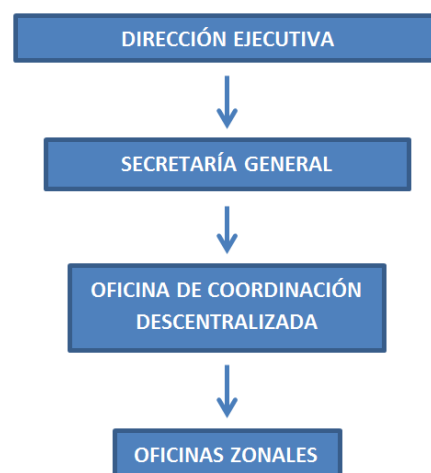 DIRECCIÓN EJECUTIVA
SECRETARÍA GENERAL
OFICINA DE COORDINACIÓN
DESCENTRALIZADA
OFICINAS ZONALES